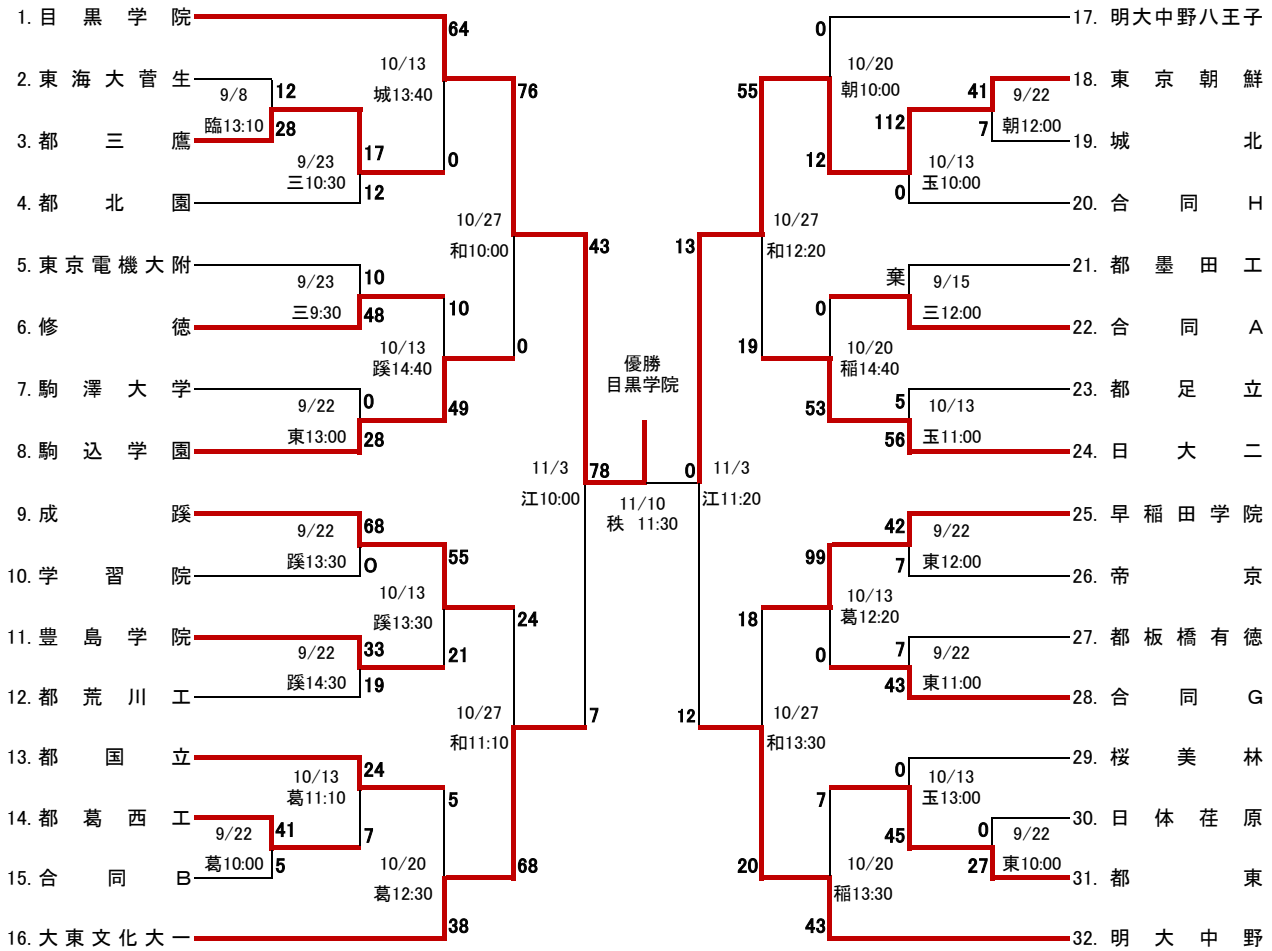 1. 目黒学院
64
10/13
城13:40
2. 東海大菅生
12
9/8
臨13:10
76
3. 都三鷹
28
17
9/23
三10:30
0
4. 都北園
12
10/27
和10:00
43
5. 東京電機大附
10
9/23
三9:30
10
6. 修徳
48
10/13
蹊14:40
0
7. 駒澤大学
0
9/22
東13:00
49
8. 駒込学園
28
優勝
目黒学院
11/3
江10:00
78
11/10
秩 11:30
0
11/3
江11:20
9. 成蹊
68
9/22
蹊13:30
55
10. 学習院
O
10/13
蹊13:30
24
11. 豊島学院
33
9/22
蹊14:30
21
12. 都荒川工
19
10/27
和11:10
7
13. 都国立
24
10/13
葛11:10
5
14. 都葛西工
41
9/22
葛10:00
7
15. 合同B
5
10/20
葛12:30
68
16. 大東文化大一
38
17. 明大中野八王子
0
10/20
朝10:00
55
18. 東京朝鮮
41
9/22
朝12:00
112
7
19. 城北
12
10/13
玉10:00
0
20. 合同H
13
10/27
和12:20
21. 都墨田工
棄
9/15
三12:00
0
22. 合同A
19
10/20
稲14:40
23. 都足立
5
10/13
玉11:00
53
56
24. 日大二
25. 早稲田学院
42
9/22
東12:00
99
7
26. 帝京
18
10/13
葛12:20
27. 都板橋有徳
7
9/22
東11:00
0
43
28. 合同G
12
10/27
和13:30
29. 桜美林
0
10/13
玉13:00
7
30. 日体荏原
0
9/22
東10:00
45
27
31. 都東
20
10/20
稲13:30
43
32. 明大中野